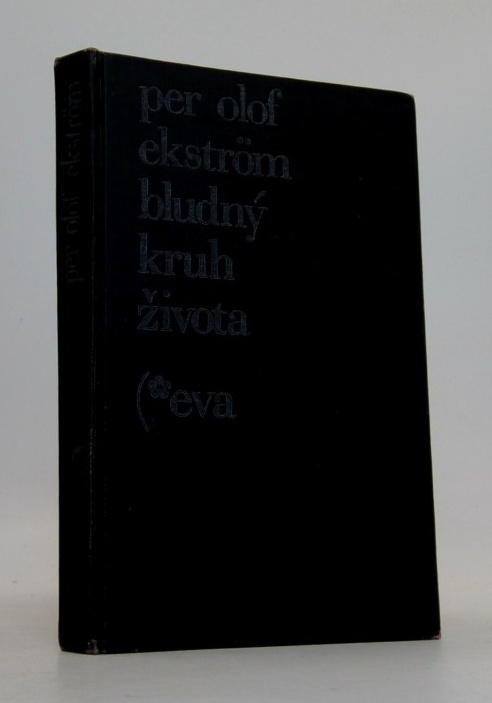 per olof
ekström
bludný
kruh
života
(*eva
per olof ekström